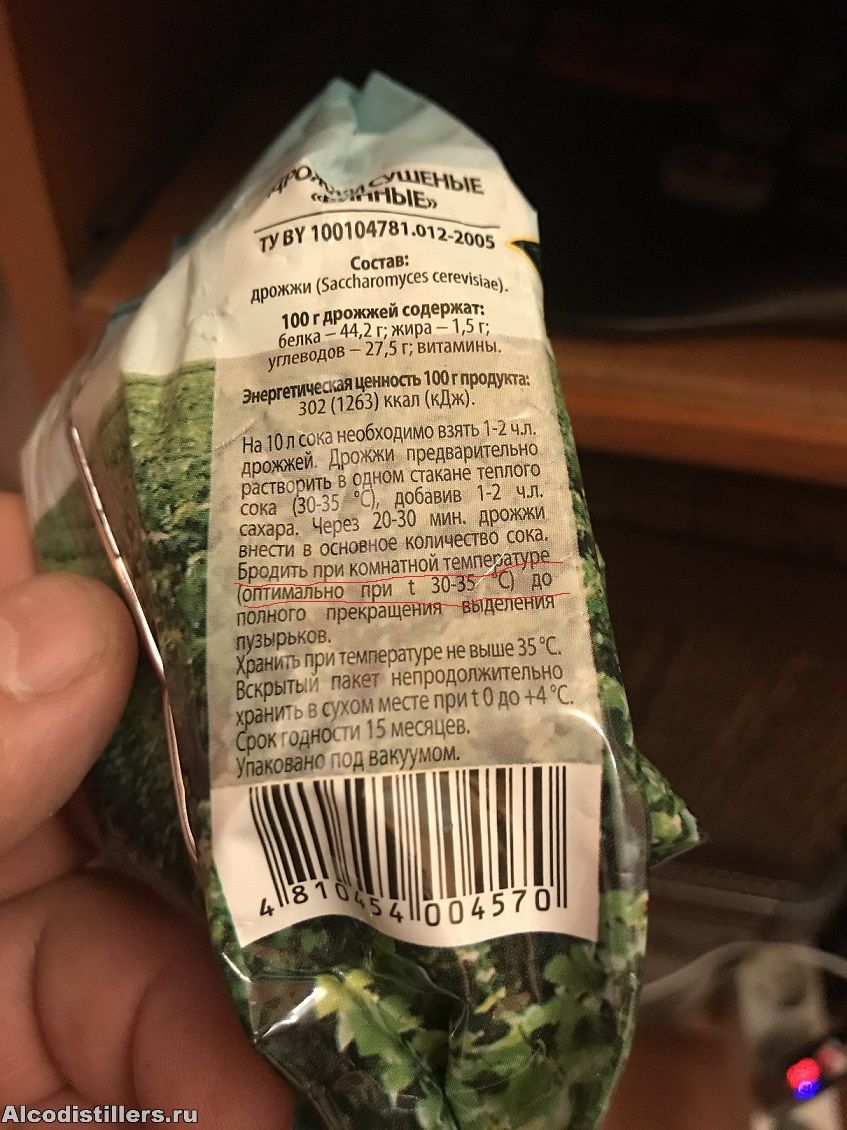 ДРОЖЖИ СУШЕНЫЕ
«ВИННЫЕ»
ТУ BY 100104781.012-2005
Состав:
дрожжи (Saccharomyces cerevisiae).
100 г дрожжей содержат:
белка – 44,2 г; жира – 1,5 г;
углеводов – 27,5 г; витамины.
Энергетическая ценность 100 г продукта:
302 (1263) ккал (кДж).
На 10 л сока необходимо взять 1-2 ч.л.
дрожжей. Дрожжи предварительно
растворить в одном стакане теплого
сока (30-35 °C), добавив 1-2 ч.л.
сахара. Через 20-30 мин. дрожжи
внести в основное количество сока.
Бродить при комнатной температуре
(оптимально при t 30-35 °C) до
полного прекращения выделения
пузырьков.
Хранить при температуре не выше 35 °C.
Вскрытый пакет непродолжительно
хранить в сухом месте при t 0 до +4 °C.
Срок годности 15 месяцев.
Упаковано под вакуумом.
4 810454 004570
Alcodistillers.ru